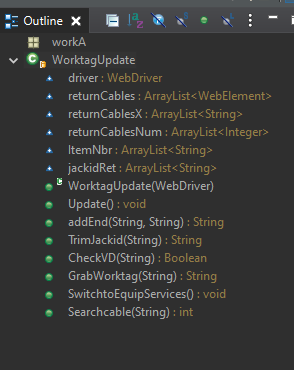 Outline
workA
WorktagUpdate
driver : WebDriver
returnCables : ArrayList<WebElement>
returnCablesX : ArrayList<String>
returnCablesNum : ArrayList<Integer>
ItemNbr : ArrayList<String>
jackidRet : ArrayList<String>
WorktagUpdate(WebDriver)
Update() : void
addEnd(String, String) : String
TrimJackid(String) : String
CheckVD(String) : Boolean
GrabWorktag(String) : String
SwitchtoEquipServices() : void
Searchcable(String) : int